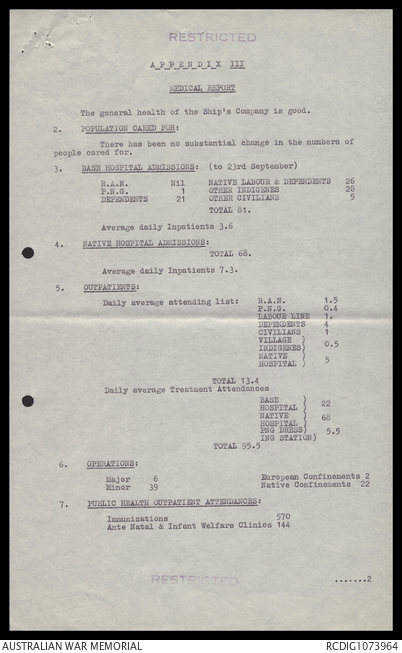 RESTRICTED
APPENDIX III
MEDICAL REPORT
The general health of the Ship's Company is good.
2. POPULATION CARED FOR:
There has been no substantial change in the numbers of
people cared for.
3. BASE HOSPITAL ADMISSIONS: (to 23rd September)
R.A.N. Nil NATIVE LABOUR & DEPENDENTS 26
P.N.G. 1 OTHER INDIGENES 28
DEPENDENTS 21 OTHER CIVILIANS 5
TOTAL 81.
Average daily Inpatients 3.6
4. NATIVE HOSPITAL ADMISSIONS:
TOTAL 68.
Average daily Inpatients 7.3.
5. OUTPATIENTS:
Daily average attending list: R.A.N. 1.5
P.N.G. 0.4
LABOUR LINE 1.
DEPENDENTS 4
CIVILIANS 1
VILLAGE )
INDIGENES) 0.5
NATIVE )
HOSPITAL ) 5
TOTAL 13.4
Daily average Treatment Attendances
BASE )
HOSPITAL ) 22
NATIVE )
HOSPITAL ) 68
PNG DRESS)
ING STATION) 5.5
TOTAL 95.5
6. OPERATIONS:
Major 6 European Confinements 2
Minor 39 Native Confinements 22
7. PUBLIC HEALTH OUTPATIENT ATTENDANCES:
Immunizations 570
Ante Natal & Infant Welfare Clinics 144
RESTRICTED
.......2
AUSTRALIAN WAR MEMORIAL RCDIG1073964